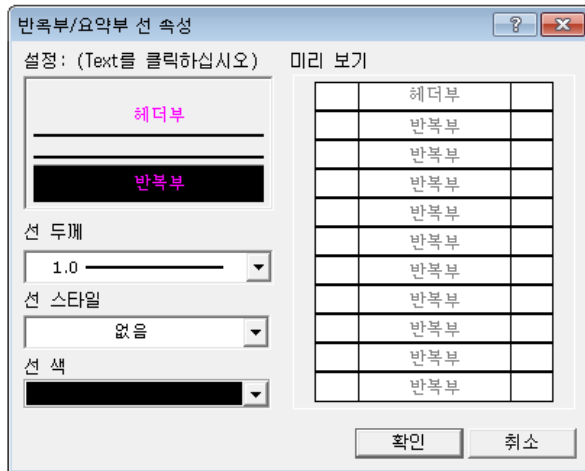 반옥부/요약부 선 속성
설정: (Text를 클릭하십시오)
헤더부
반복부
선 두께
1.0
선 스타일
없음
선 색
미리 보기
헤더부
반복부
반복부
반복부
반복부
반복부
반복부
반복부
반복부
반복부
반복부
확인
취소